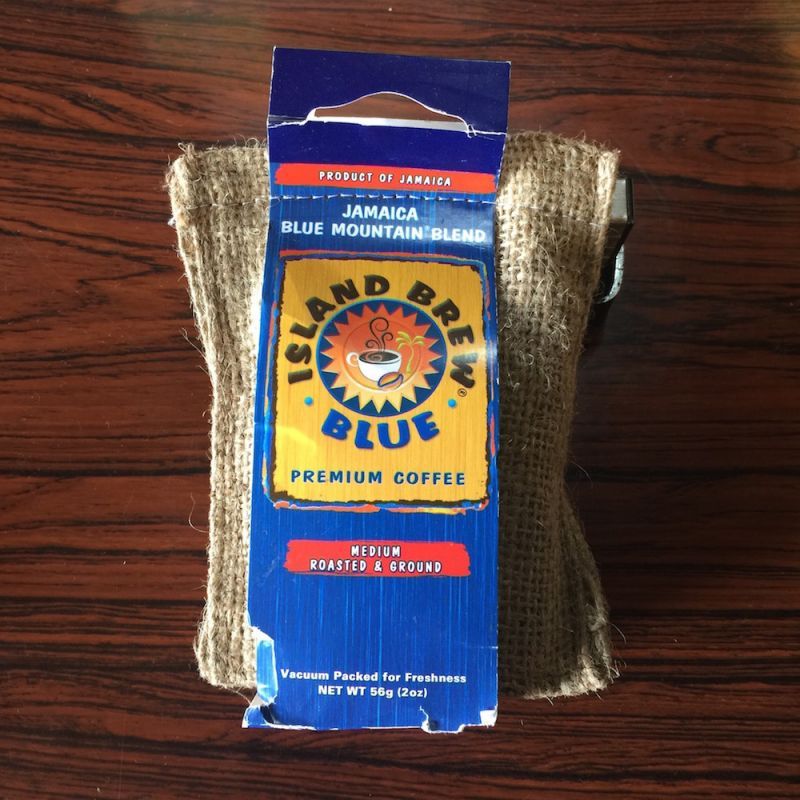 PRODUCT OF JAMAICA
JAMAICA
BLUE MOUNTAIN® BLEND
ISLAND BREW®
BLUE
PREMIUM COFFEE
MEDIUM
ROASTED & GROUND
Vacuum Packed for Freshness
NET WT 56g (2oz)